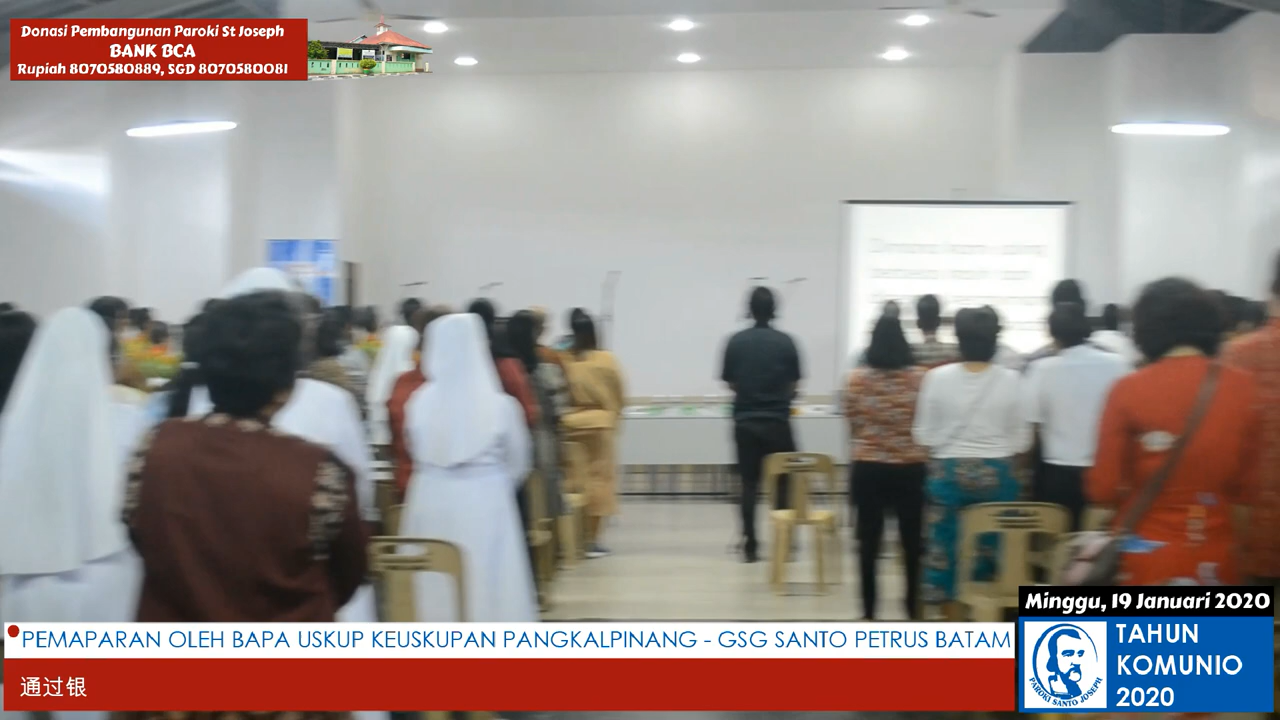 Donasi Pembangunan Paroki St Joseph
BANK BCA
Rupiah 8070580889, SGD 8070580081
Minggu, 19 Januari 2020
PEMAPARAN OLEH BAPA USKUP KEUSKUPAN PANGKALPINANG - GSG SANTO PETRUS BATAM
通过银
TAHUN
KOMUNIO
2020
PAROKI SANTO JOSEPH